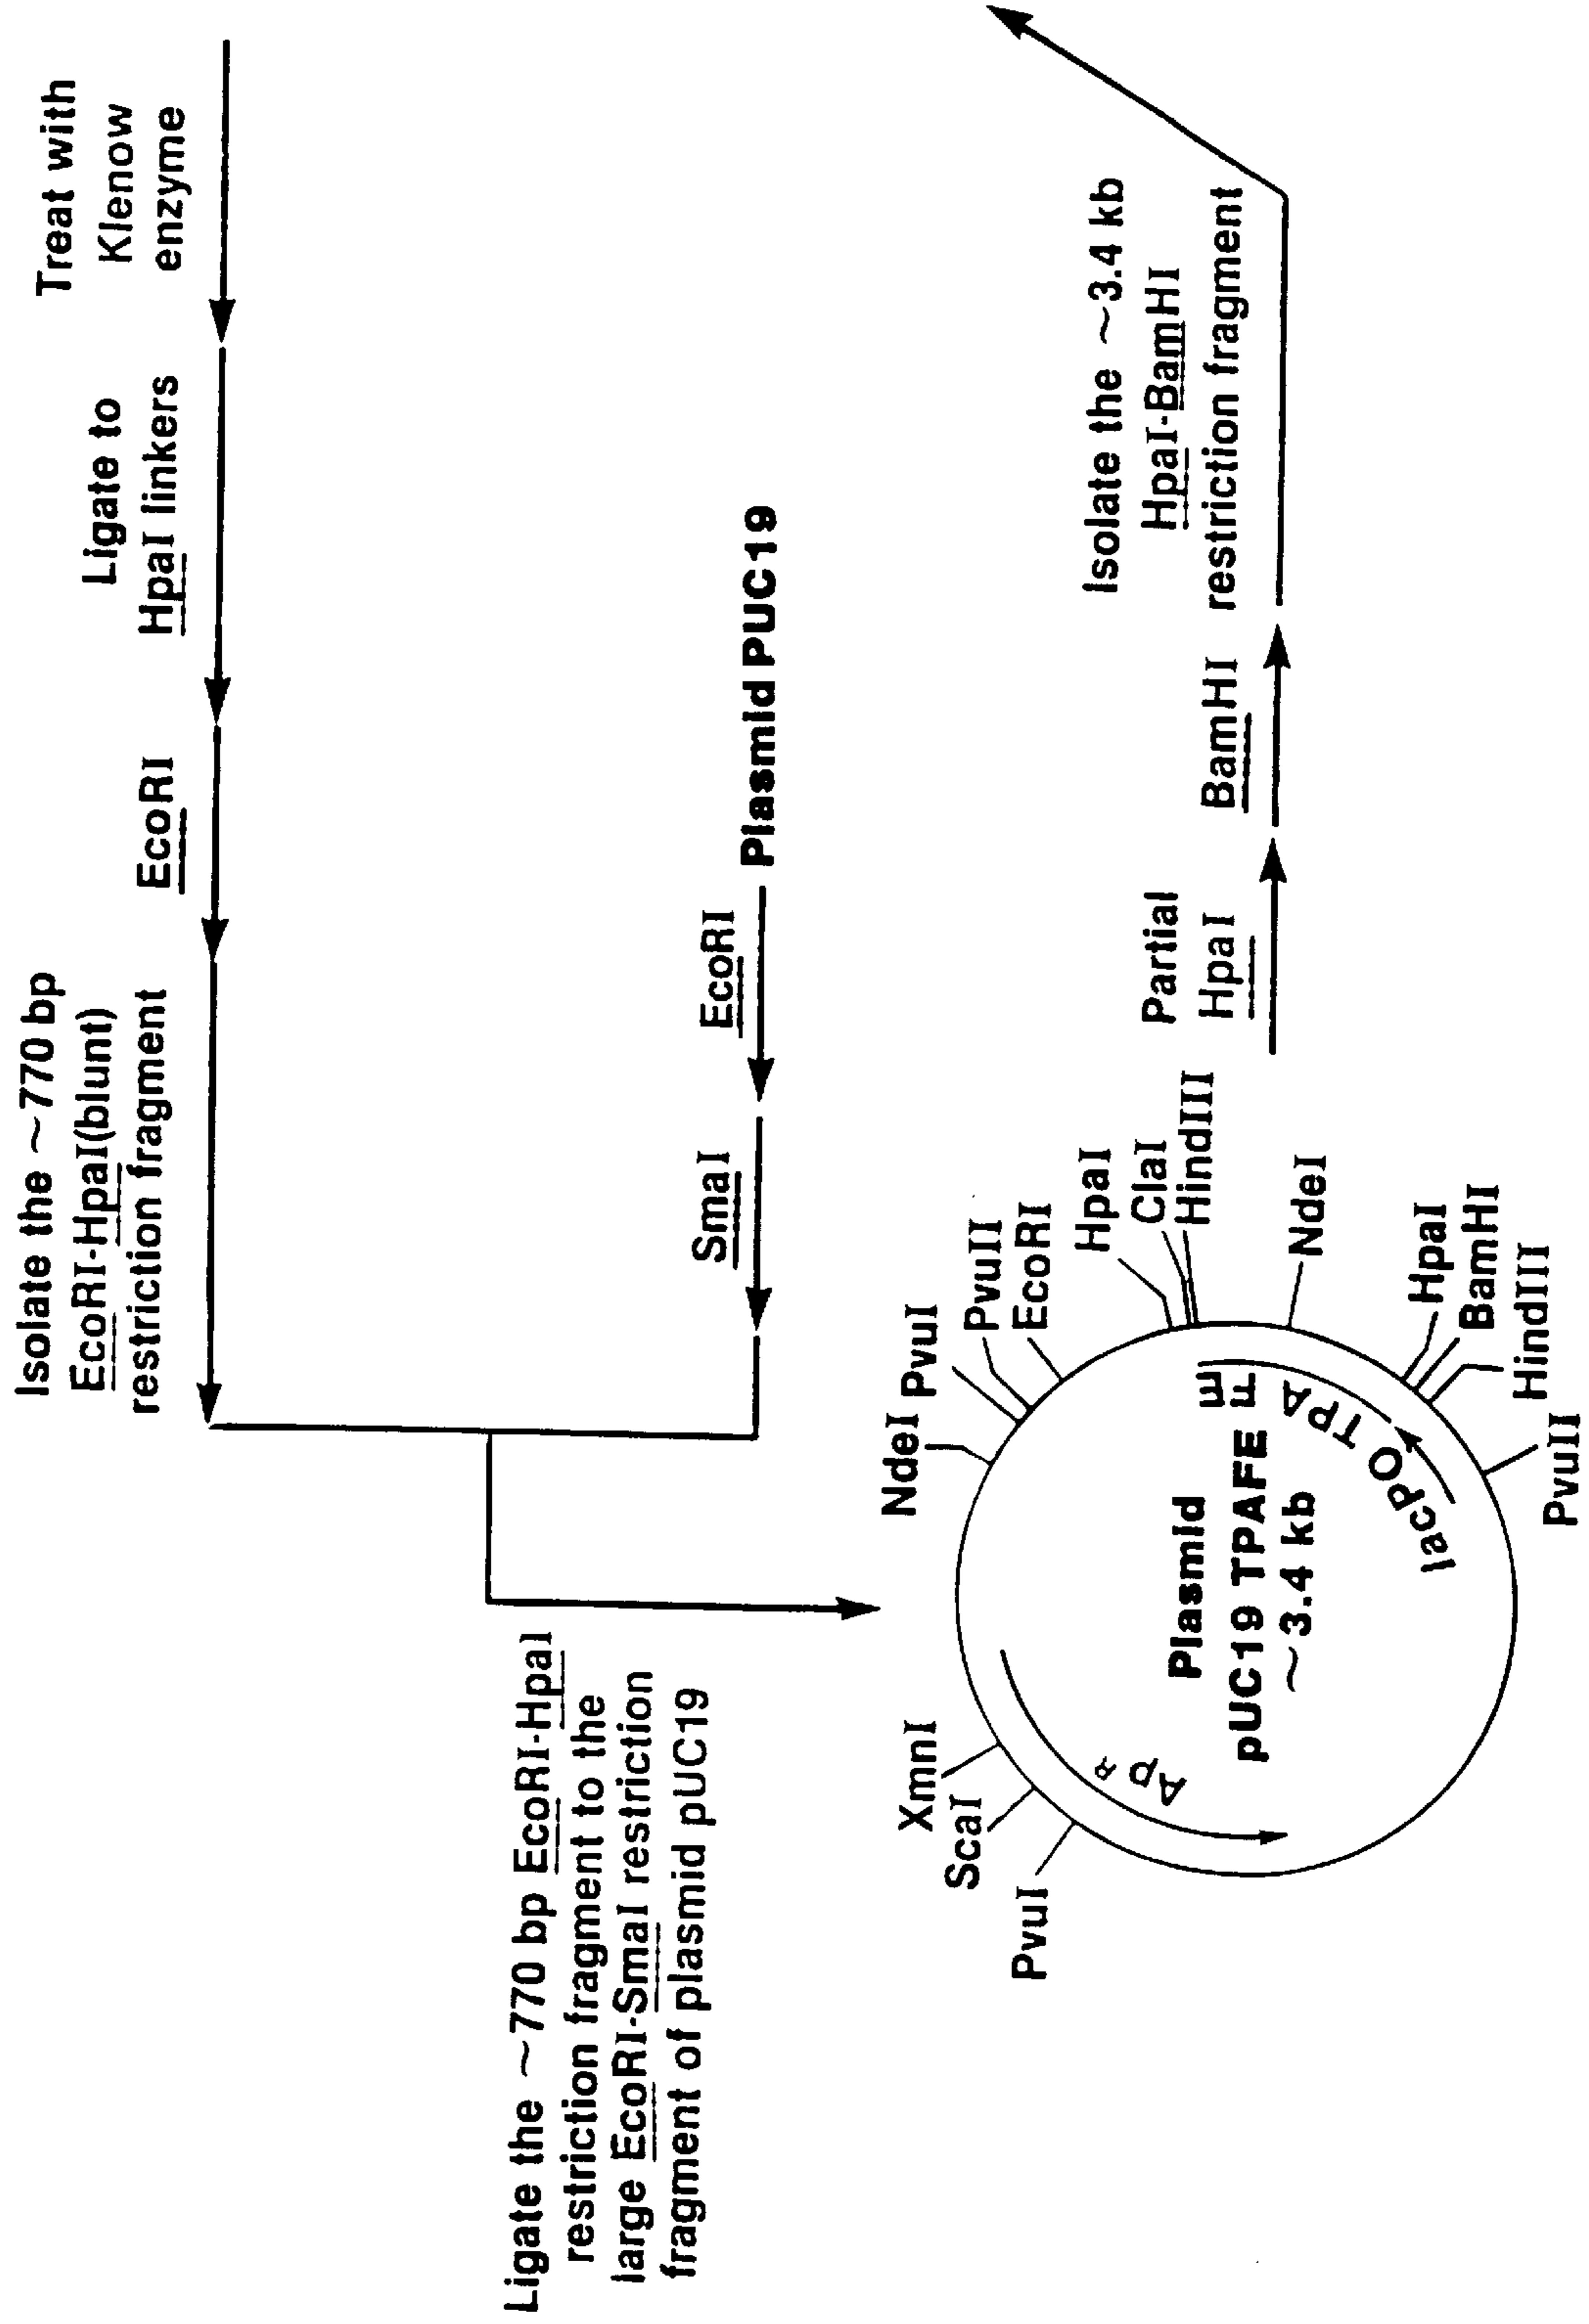 Isolate the ~770 bp
EcoRI-HpaI(blunt)
restriction fragment
EcoRI
Ligate to
HpaI linkers
Treat with
Klenow
enzyme
Ligate the ~770 bp EcoRI-HpaI
restriction fragment to the
large EcoRI-SmaI restriction
fragment of plasmid pUC19
SmaI
EcoRI
Plasmid PUC19
PvuI
ScaI
XmnI
NdeI
PvuI
PvuII
EcoRI
HpaI
ClaI
HindIII
NdeI
HpaI
BamHI
HindIII
PvuII
ApR
Plasmid
pUC19 TPAFE
~3.4 kb
lacPO
TPA
FE
Partial
HpaI
BamHI
Isolate the ~3.4 kb
HpaI-BamHI
restriction fragment